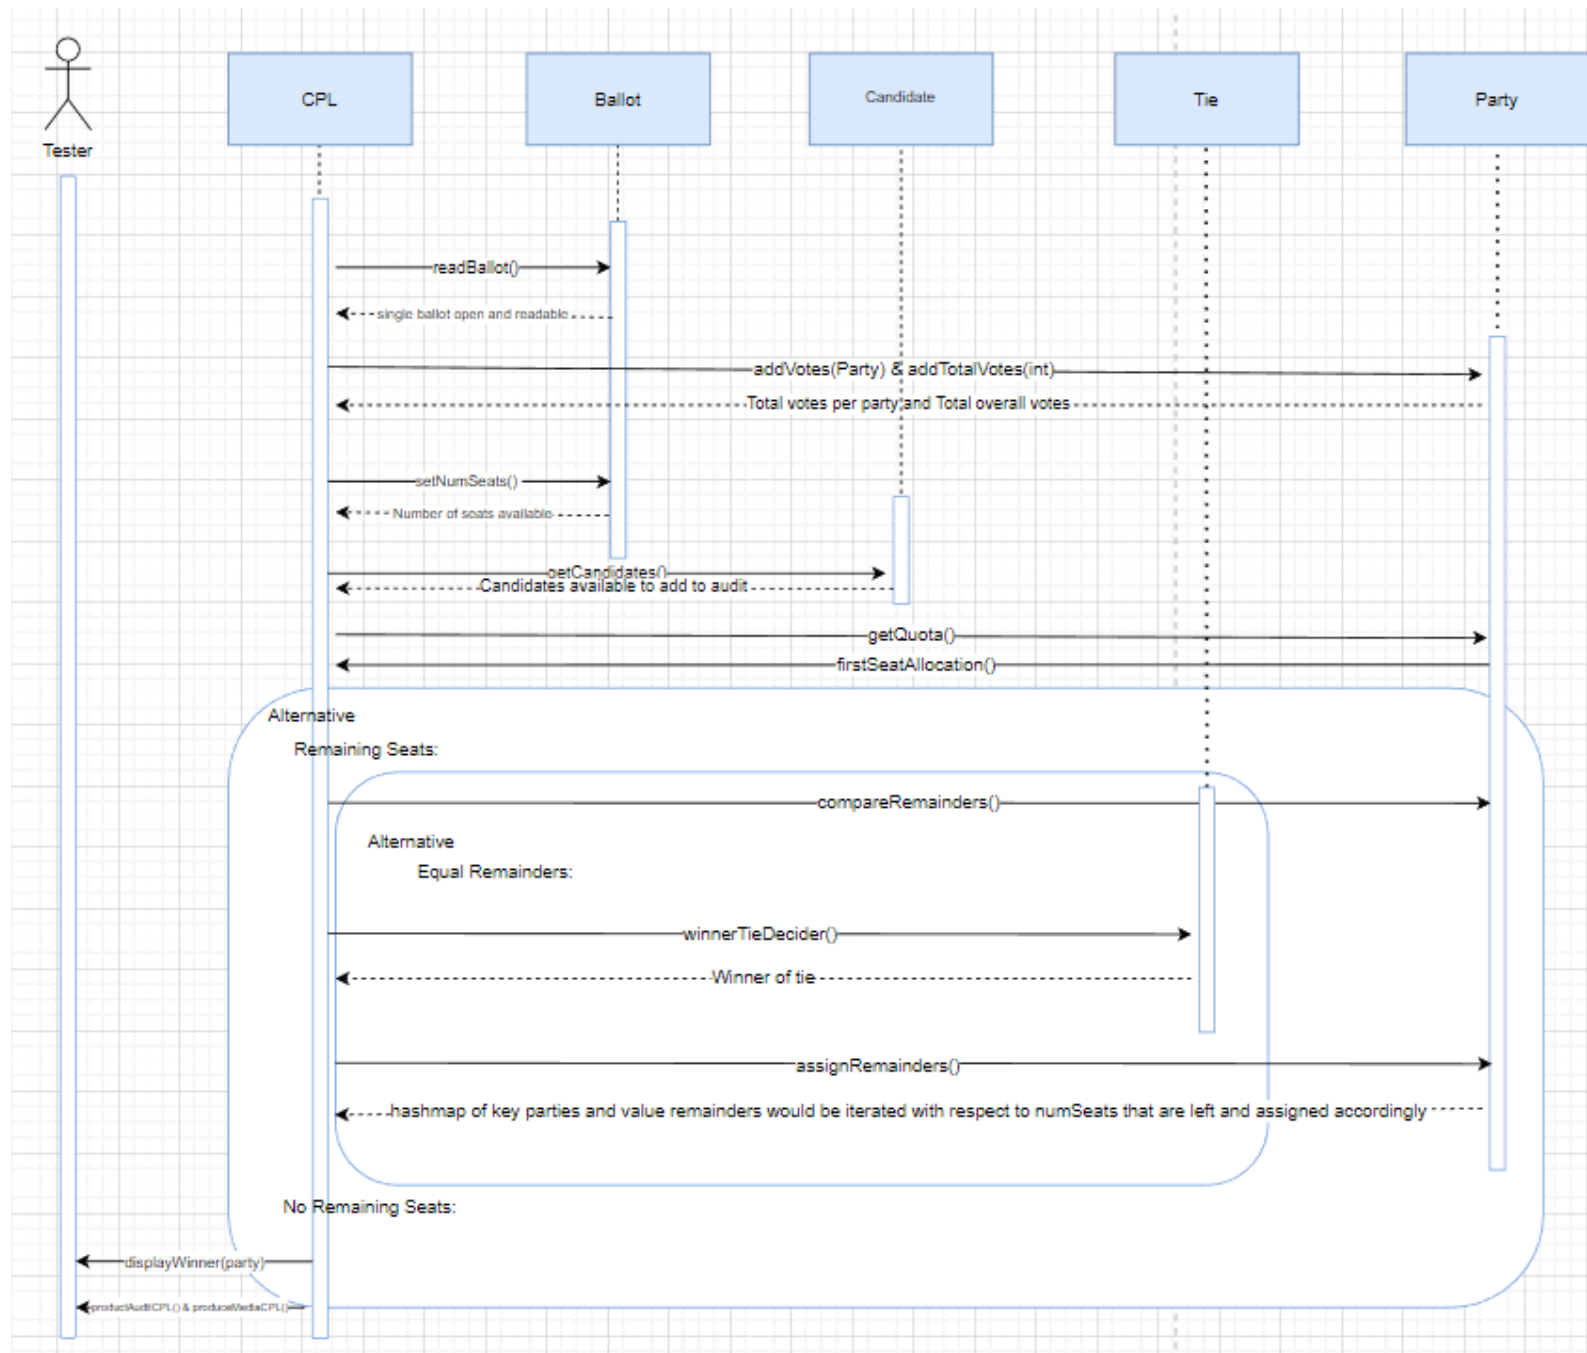 CPL
Ballot
Candidate
Tie
Party
Tester
readBallot()
single ballot open and readable
addVotes(Party) & addTotalVotes(int)
Total votes per party and Total overall votes
setNumSeats()
Number of seats available
getCandidates()
Candidates available to add to audit
getQuota()
firstSeatAllocation()
Alternative
Remaining Seats:
compareRemainders()
Alternative
Equal Remainders:
winnerTieDecider()
Winner of tie
assignRemainders()
hashmap of key parties and value remainders would be iterated with respect to numSeats that are left and assigned accordingly
No Remaining Seats:
displayWinner(party)
productAuditCPL() & produceMediaCPL()